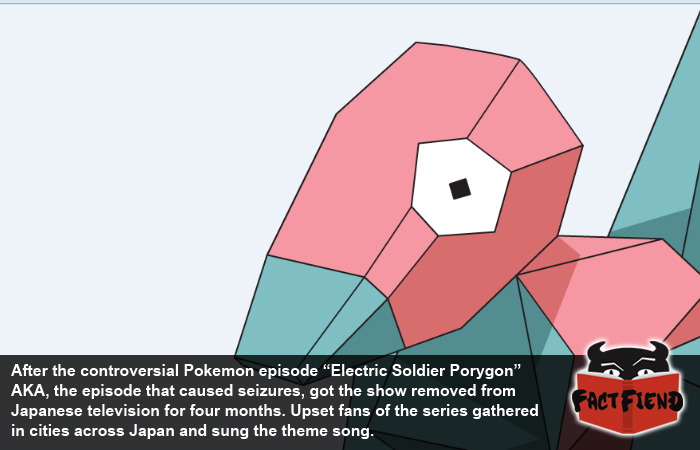 After the controversial Pokemon episode “Electric Soldier Porygon”
AKA, the episode that caused seizures, got the show removed from
Japanese television for four months. Upset fans of the series gathered
in cities across Japan and sung the theme song.
FACT FIEND